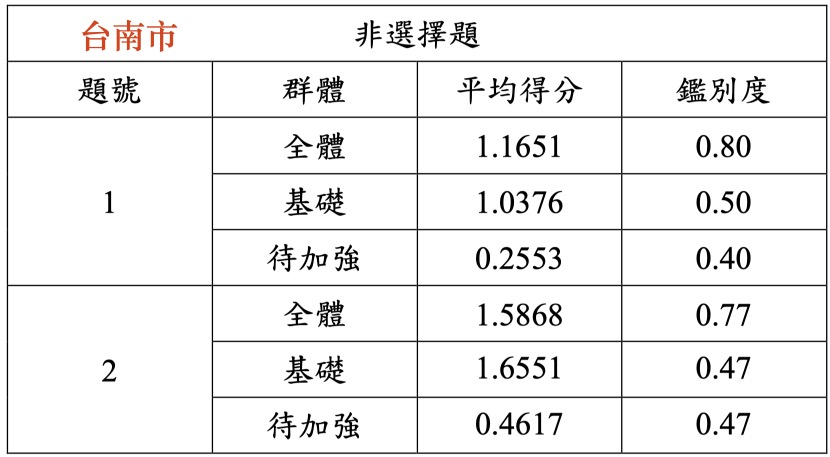 台南市 非選擇題
題號 群體 平均得分 鑑別度
1 全體 1.1651 0.80
基礎 1.0376 0.50
待加強 0.2553 0.40
2 全體 1.5868 0.77
基礎 1.6551 0.47
待加強 0.4617 0.47